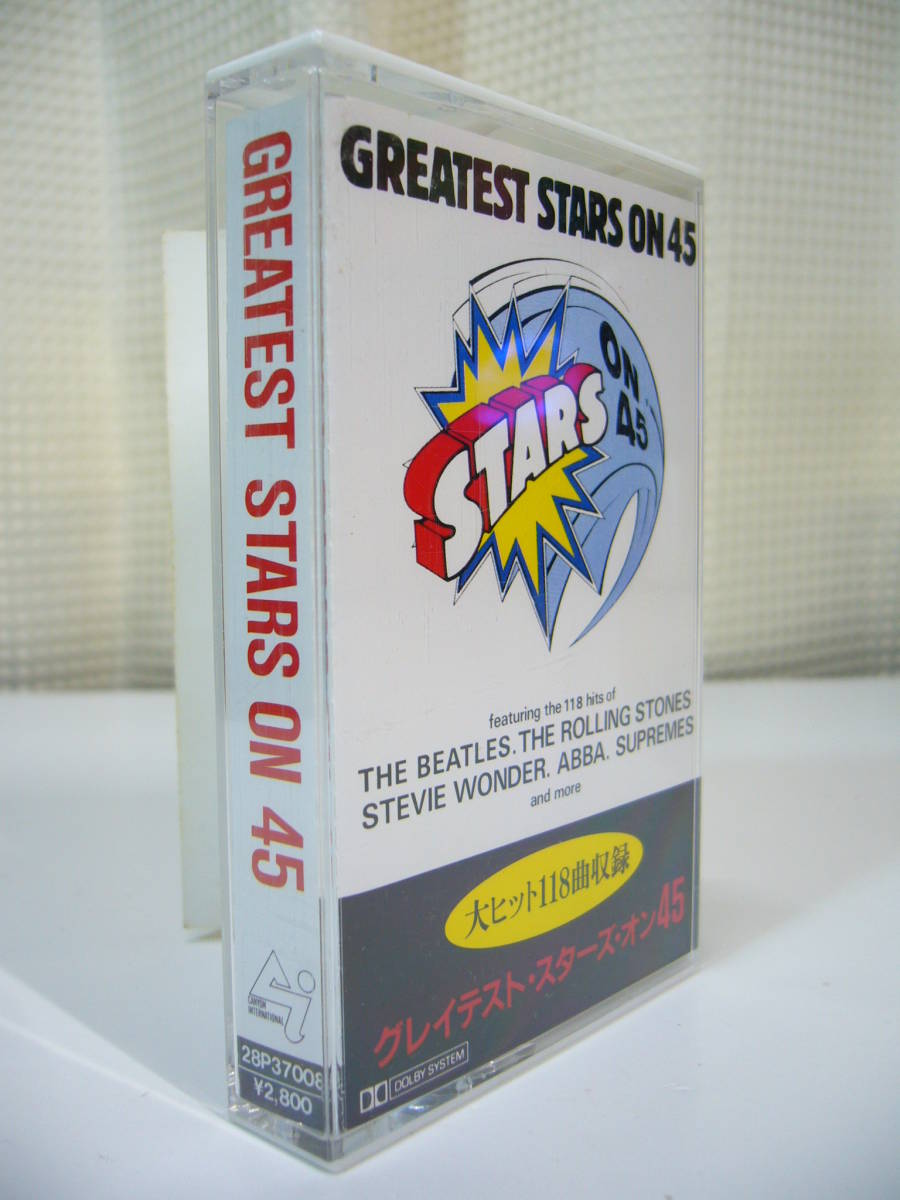 GREATEST STARS ON 45
CANYON
INTERNATIONAL
28P37008
¥2,800
GREATEST STARS ON 45
STARS
ON
45
featuring the 118 hits of
THE BEATLES. THE ROLLING STONES
STEVIE WONDER. ABBA. SUPREMES
and more
大ヒット118曲収録
グレイテスト・スターズ・オン45
DOLBY SYSTEM